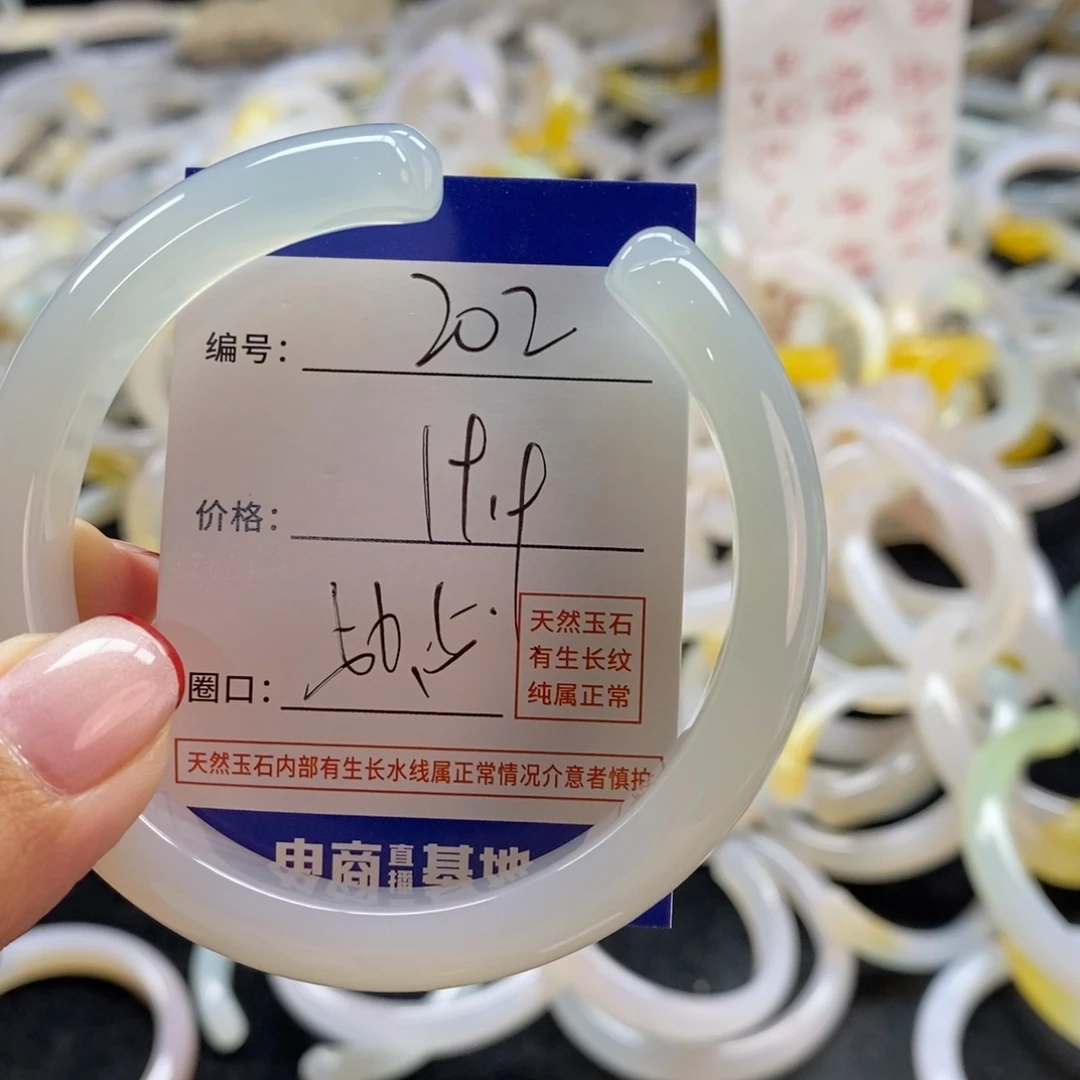 编号: 202
价格:
圈口: 56.5
天然玉石
有生长纹
纯属正常
天然玉石内部有生长水线属正常情况介意者慎拍
电商直播基地